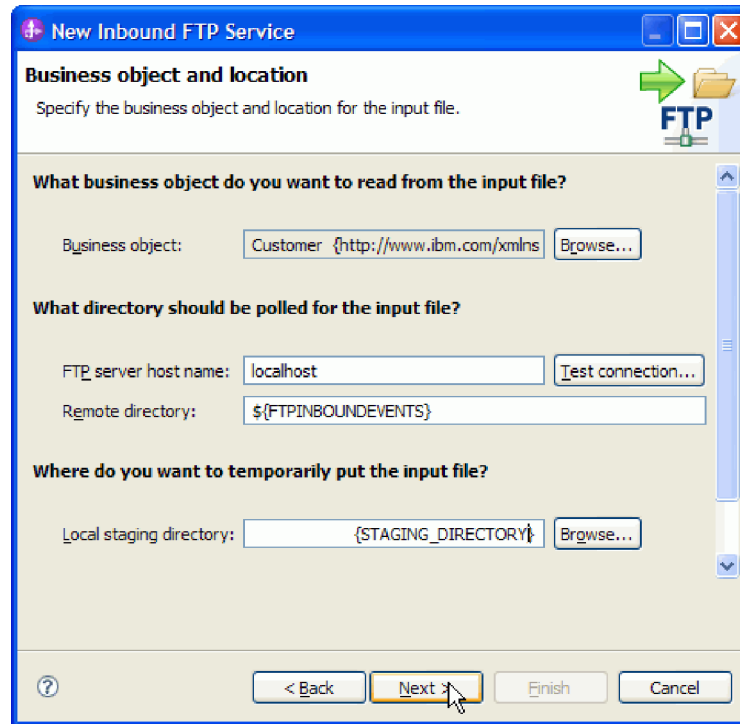 New Inbound FTP Service
Business object and location
Specify the business object and location for the input file.
FTP
What business object do you want to read from the input file?
Business object: Customer {http://www.ibm.com/xmlns Browse...
What directory should be polled for the input file?
FTP server host name: localhost Test connection...
Remote directory: ${FTPINBOUNDEVENTS}
Where do you want to temporarily put the input file?
Local staging directory: {STAGING_DIRECTORY} Browse...
? < Back Next > Finish Cancel